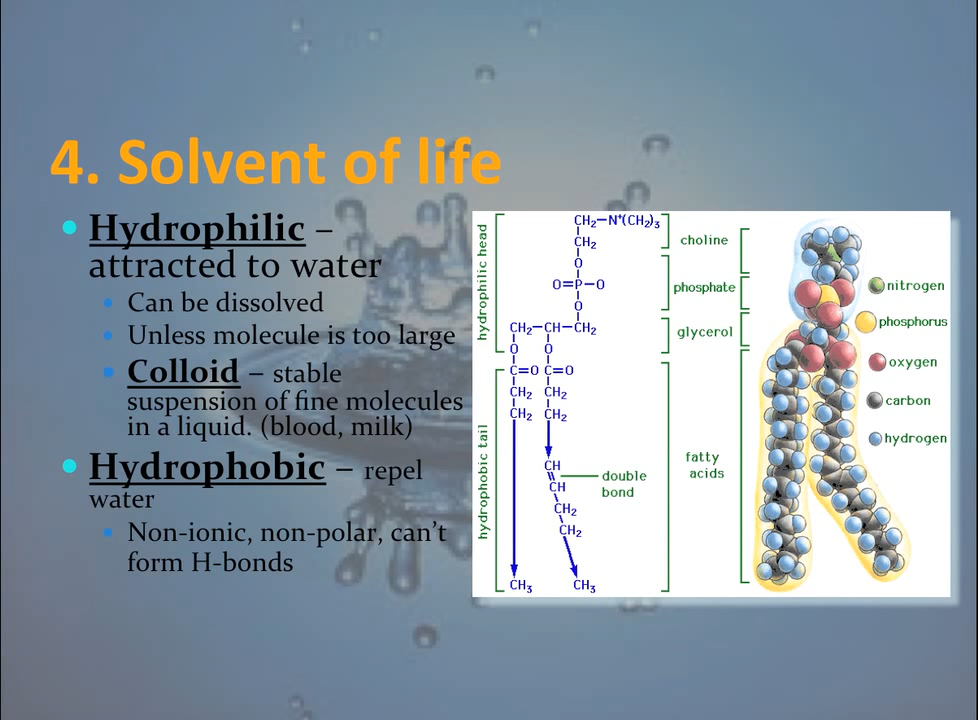 4. Solvent of life
• Hydrophilic –
attracted to water
• Can be dissolved
• Unless molecule is too large
• Colloid – stable
suspension of fine molecules
in a liquid. (blood, milk)
• Hydrophobic – repel
water
• Non-ionic, non-polar, can't
form H-bonds
hydrophilic head
hydrophobic tail
CH₂—N⁺(CH₂)₃
CH₂
O
O=P—O
O
CH₂—CH—CH₂
O O
C=O C=O
CH₂ CH₂
CH₂ CH₂
CH
CH
CH₂
CH₂
CH₃ CH₃
double
bond
choline
phosphate
glycerol
fatty
acids
nitrogen
phosphorus
oxygen
carbon
hydrogen